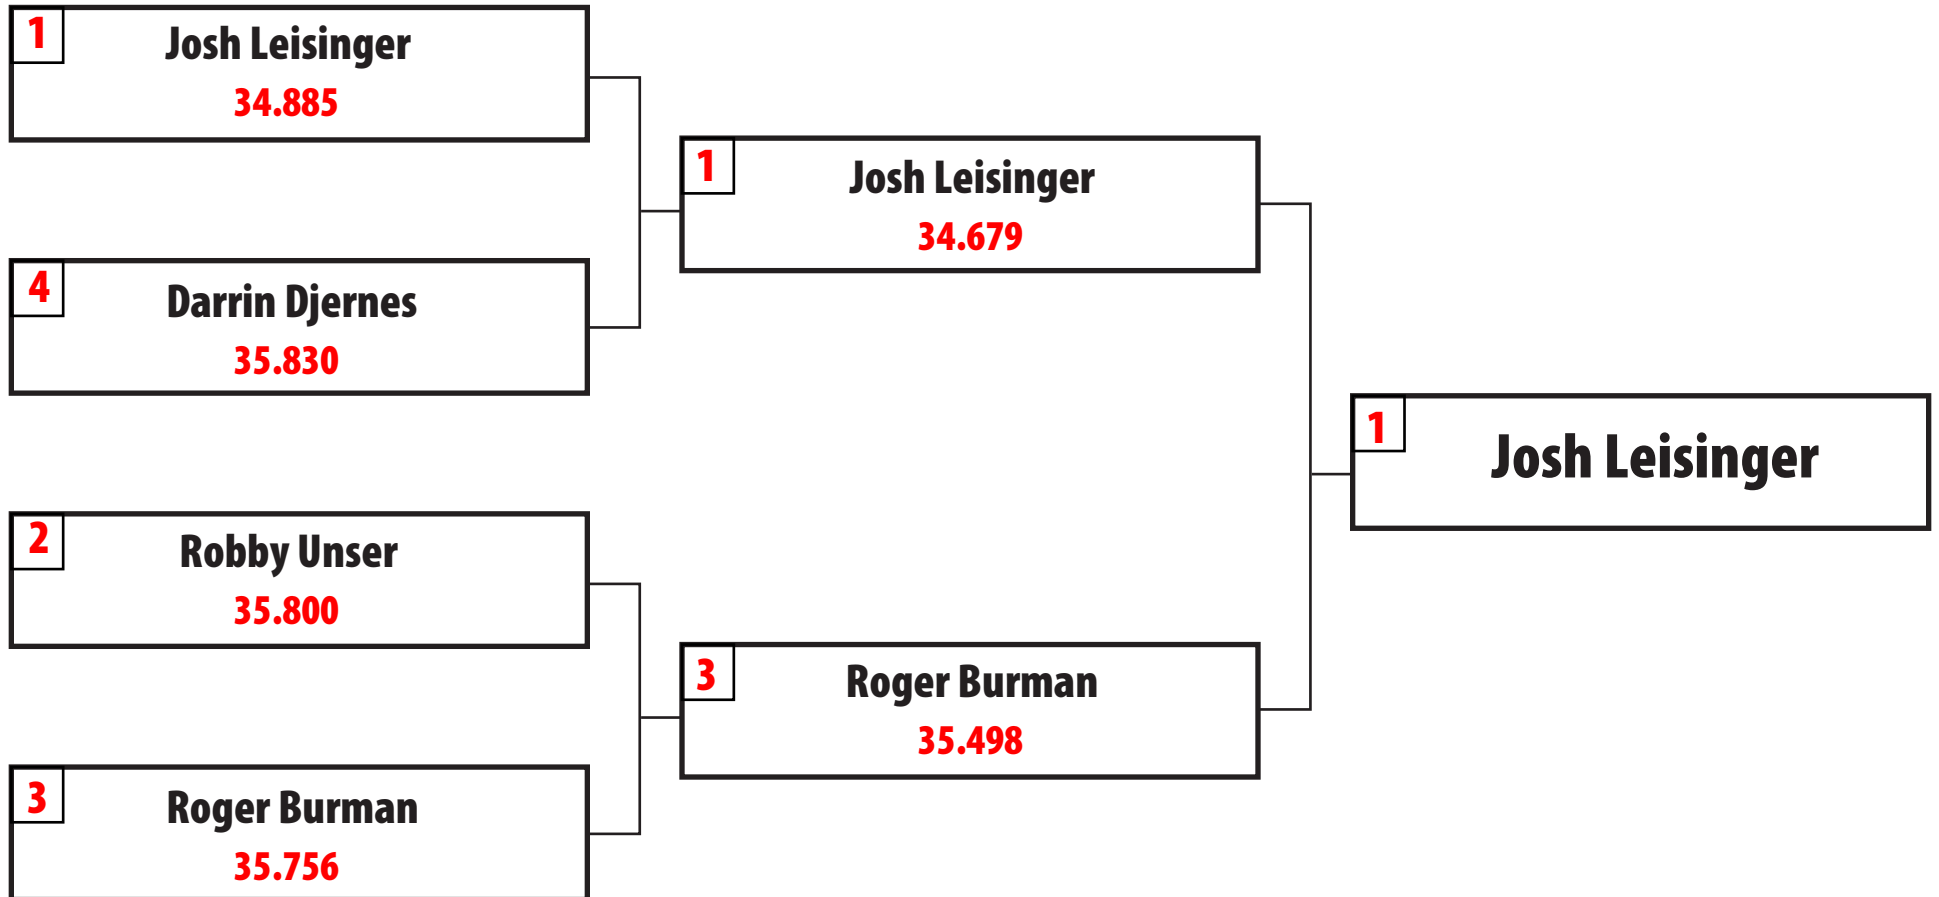 1
Josh Leisinger
34.885
4
Darrin Djernes
35.830
2
Robby Unser
35.800
3
Roger Burman
35.756
1
Josh Leisinger
34.679
3
Roger Burman
35.498
1
Josh Leisinger